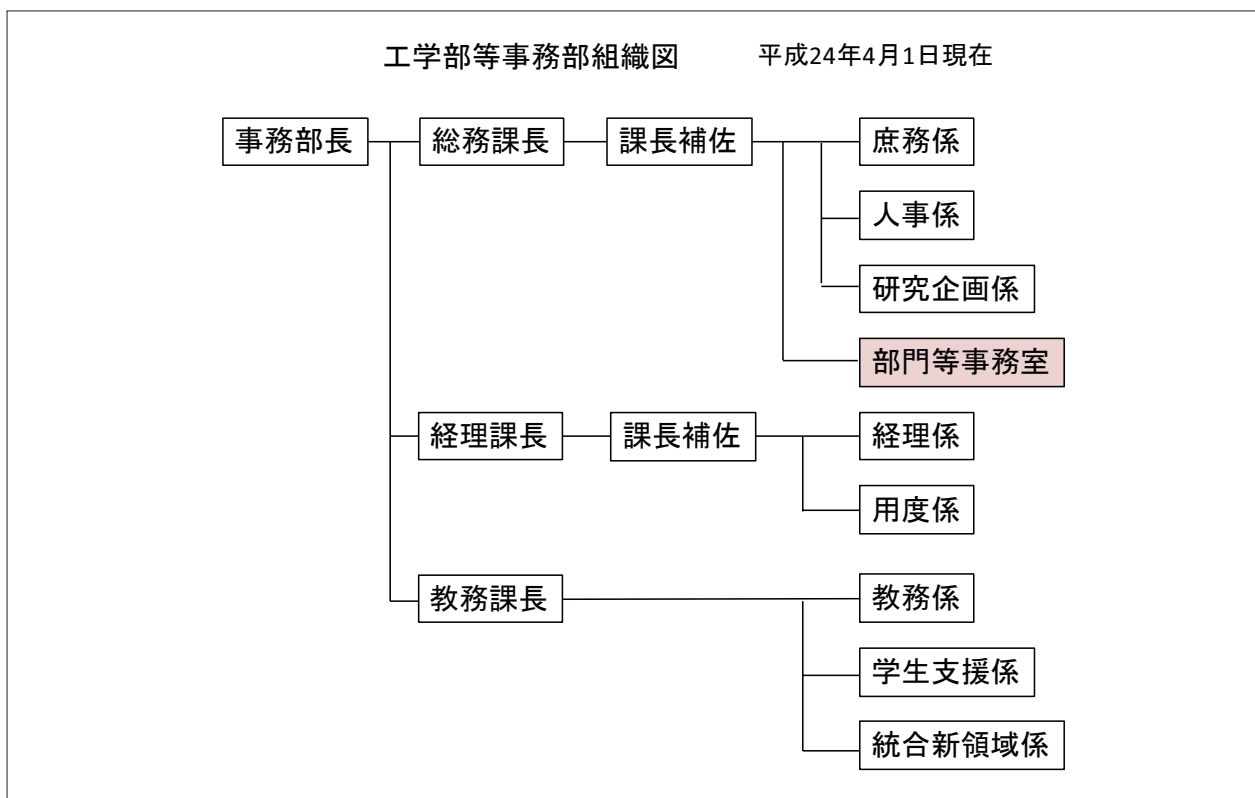 工学部等事務部組織図 平成24年4月1日現在
事務部長 総務課長 課長補佐 庶務係
人事係
研究企画係
部門等事務室
経理課長 課長補佐 経理係
用度係
教務課長 教務係
学生支援係
統合新領域係